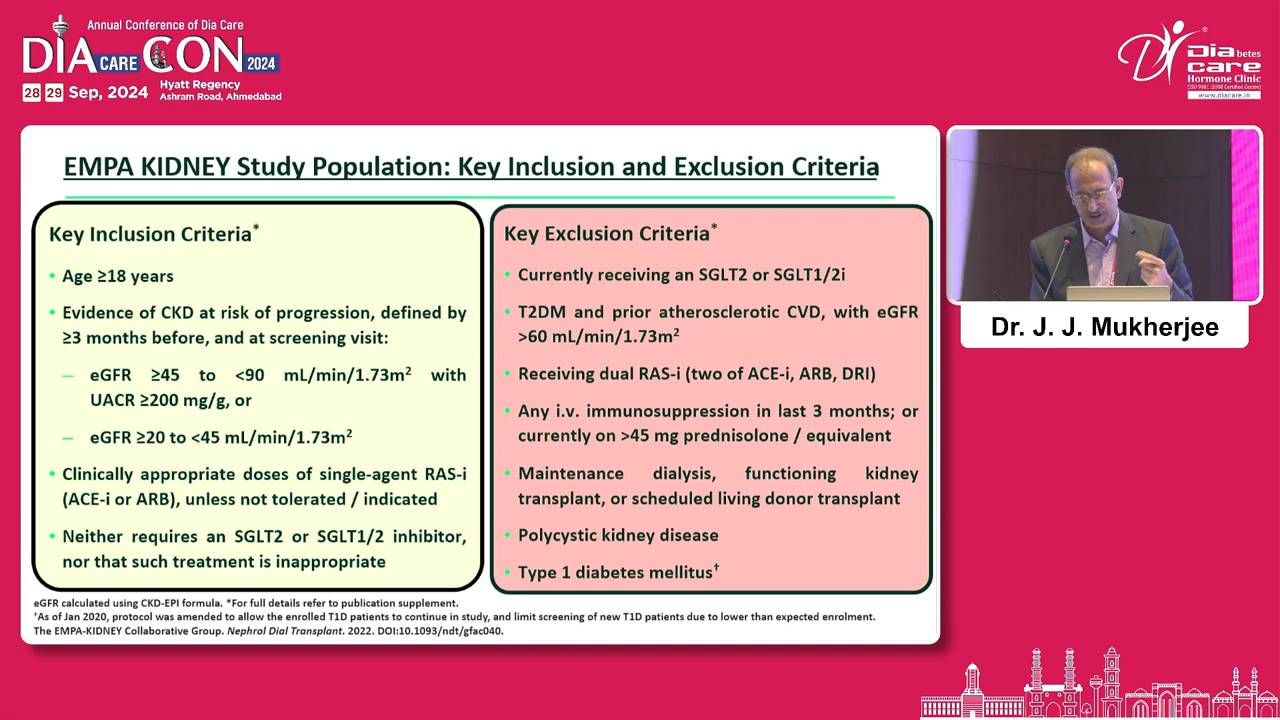 Annual Conference of Dia Care
DIA CARE CON 2024
28 29 Sep, 2024
Hyatt Regency
Ashram Road, Ahmedabad
Diabetes
care
Hormone Clinic
(ISO 9001 :2008 Certified Centre)
www.diacare.in
EMPA KIDNEY Study Population: Key Inclusion and Exclusion Criteria
Key Inclusion Criteria*
• Age ≥18 years
• Evidence of CKD at risk of progression, defined by
≥3 months before, and at screening visit:
– eGFR ≥45 to <90 mL/min/1.73m² with
UACR ≥200 mg/g, or
– eGFR ≥20 to <45 mL/min/1.73m²
• Clinically appropriate doses of single-agent RAS-i
(ACE-i or ARB), unless not tolerated / indicated
• Neither requires an SGLT2 or SGLT1/2 inhibitor,
nor that such treatment is inappropriate
Key Exclusion Criteria*
• Currently receiving an SGLT2 or SGLT1/2i
• T2DM and prior atherosclerotic CVD, with eGFR
>60 mL/min/1.73m²
• Receiving dual RAS-i (two of ACE-i, ARB, DRI)
• Any i.v. immunosuppression in last 3 months; or
currently on >45 mg prednisolone / equivalent
• Maintenance dialysis, functioning kidney
transplant, or scheduled living donor transplant
• Polycystic kidney disease
• Type 1 diabetes mellitus†
eGFR calculated using CKD-EPI formula. *For full details refer to publication supplement.
†As of Jan 2020, protocol was amended to allow the enrolled T1D patients to continue in study, and limit screening of new T1D patients due to lower than expected enrolment.
The EMPA-KIDNEY Collaborative Group. Nephrol Dial Transplant. 2022. DOI:10.1093/ndt/gfac040.
Dr. J. J. Mukherjee